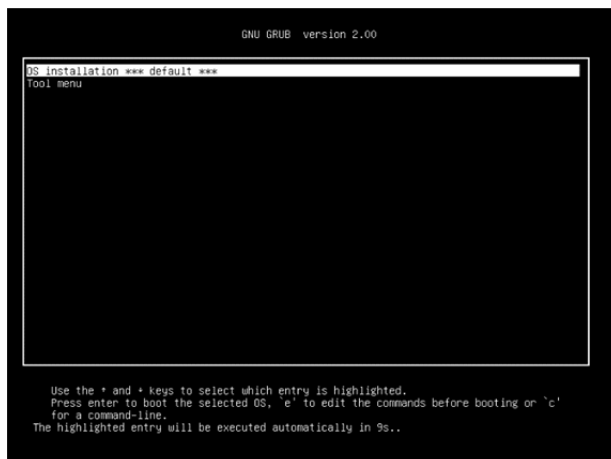 GNU GRUB version 2.00
OS installation *** default ***
Tool menu
Use the ↑ and ↓ keys to select which entry is highlighted.
Press enter to boot the selected OS, `e' to edit the commands before booting or `c'
for a command-line.
The highlighted entry will be executed automatically in 9s..